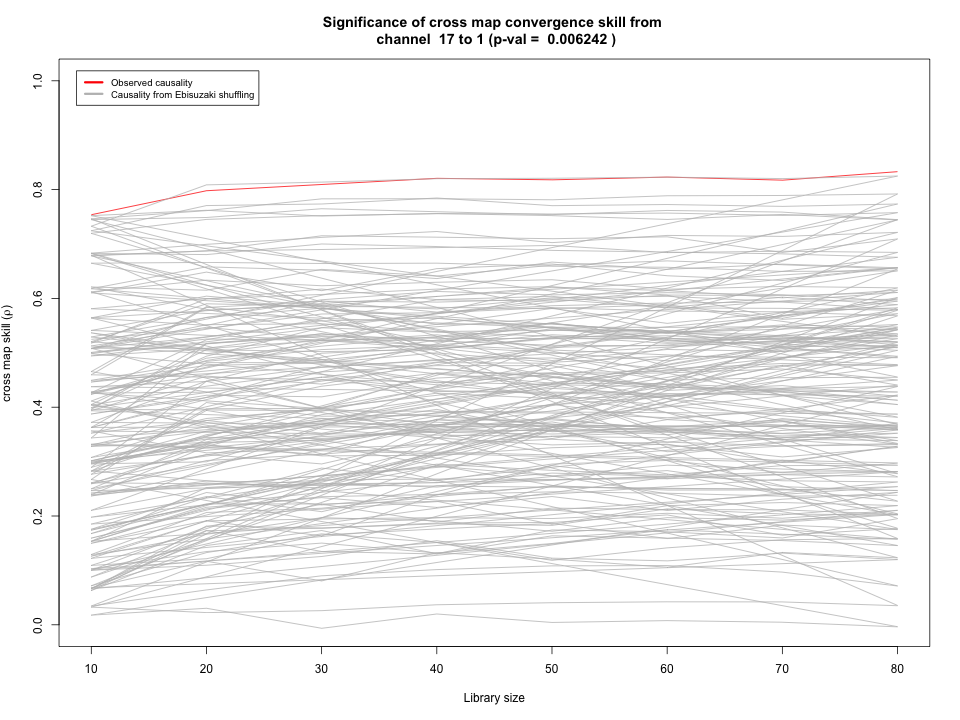 Significance of cross map convergence skill from
channel  17 to 1 (p-val =  0.006242 )
Observed causality
Causality from Ebisuzaki shuffling
cross map skill (ρ)
1.0
0.8
0.6
0.4
0.2
0.0
10 20 30 40 50 60 70 80
Library size